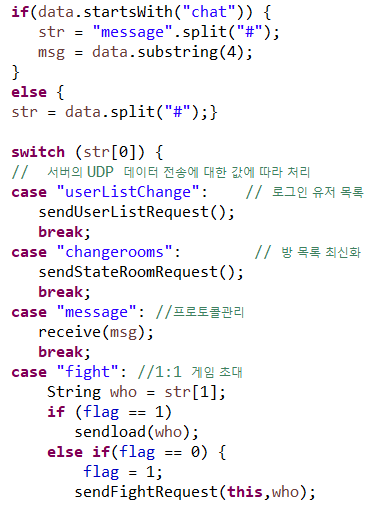 if(data.startsWith("chat")) {
str = "message".split("#");
msg = data.substring(4);
}
else {
str = data.split("#");}
switch (str[0]) {
// 서버의 UDP 데이터 전송에 대한 값에 따라 처리
case "userListChange": // 로그인 유저 목록
sendUserListRequest();
break;
case "changerooms": // 방 목록 최신화
sendStateRoomRequest();
break;
case "message": //프로토콜관리
receive(msg);
break;
case "fight": //1:1 게임 초대
String who = str[1];
if (flag == 1)
sendload(who);
else if(flag == 0) {
flag = 1;
sendFightRequest(this,who);